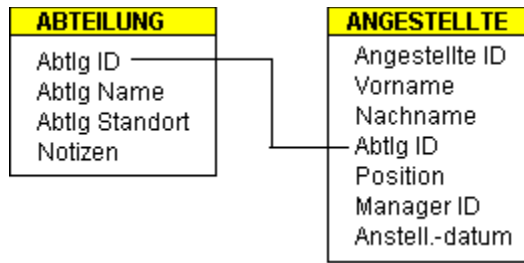 ABTEILUNG
Abtlg ID
Abtlg Name
Abtlg Standort
Notizen
ANGESTELLTE
Angestellte ID
Vorname
Nachname
Abtlg ID
Position
Manager ID
Anstell.-datum